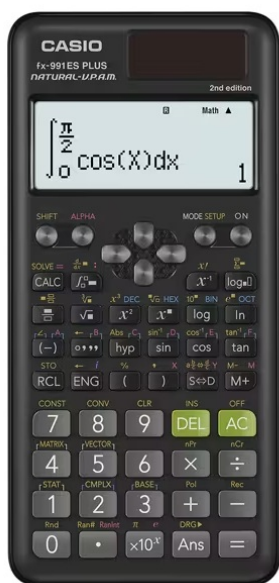 CASIO
fx-991ES PLUS
NATURAL-V.P.A.M.
2nd edition
R Math ▲
∫₀^(π/2) cos(X)dx
1
SHIFT ALPHA MODE SETUP ON
SOLVE = x! 
CALC x⁻¹ log
x³ DEC HEX 10ˣ BIN eˣ OCT
√ x² log ln
Abs C sin⁻¹ D cos⁻¹ E tan⁻¹ F
(−) °‚‚‚ hyp sin cos tan
STO ← i % , X Y M− M
RCL ENG ( ) S⇔D M+
CONST CONV CLR INS OFF
7 8 9 DEL AC
MATRIX VECTOR nPr nCr
4 5 6 × ÷
STAT CMPLX BASE Pol Rec
1 2 3 + −
Rnd Ran# RanInt π e DRG▶
0 • ×10ˣ Ans =